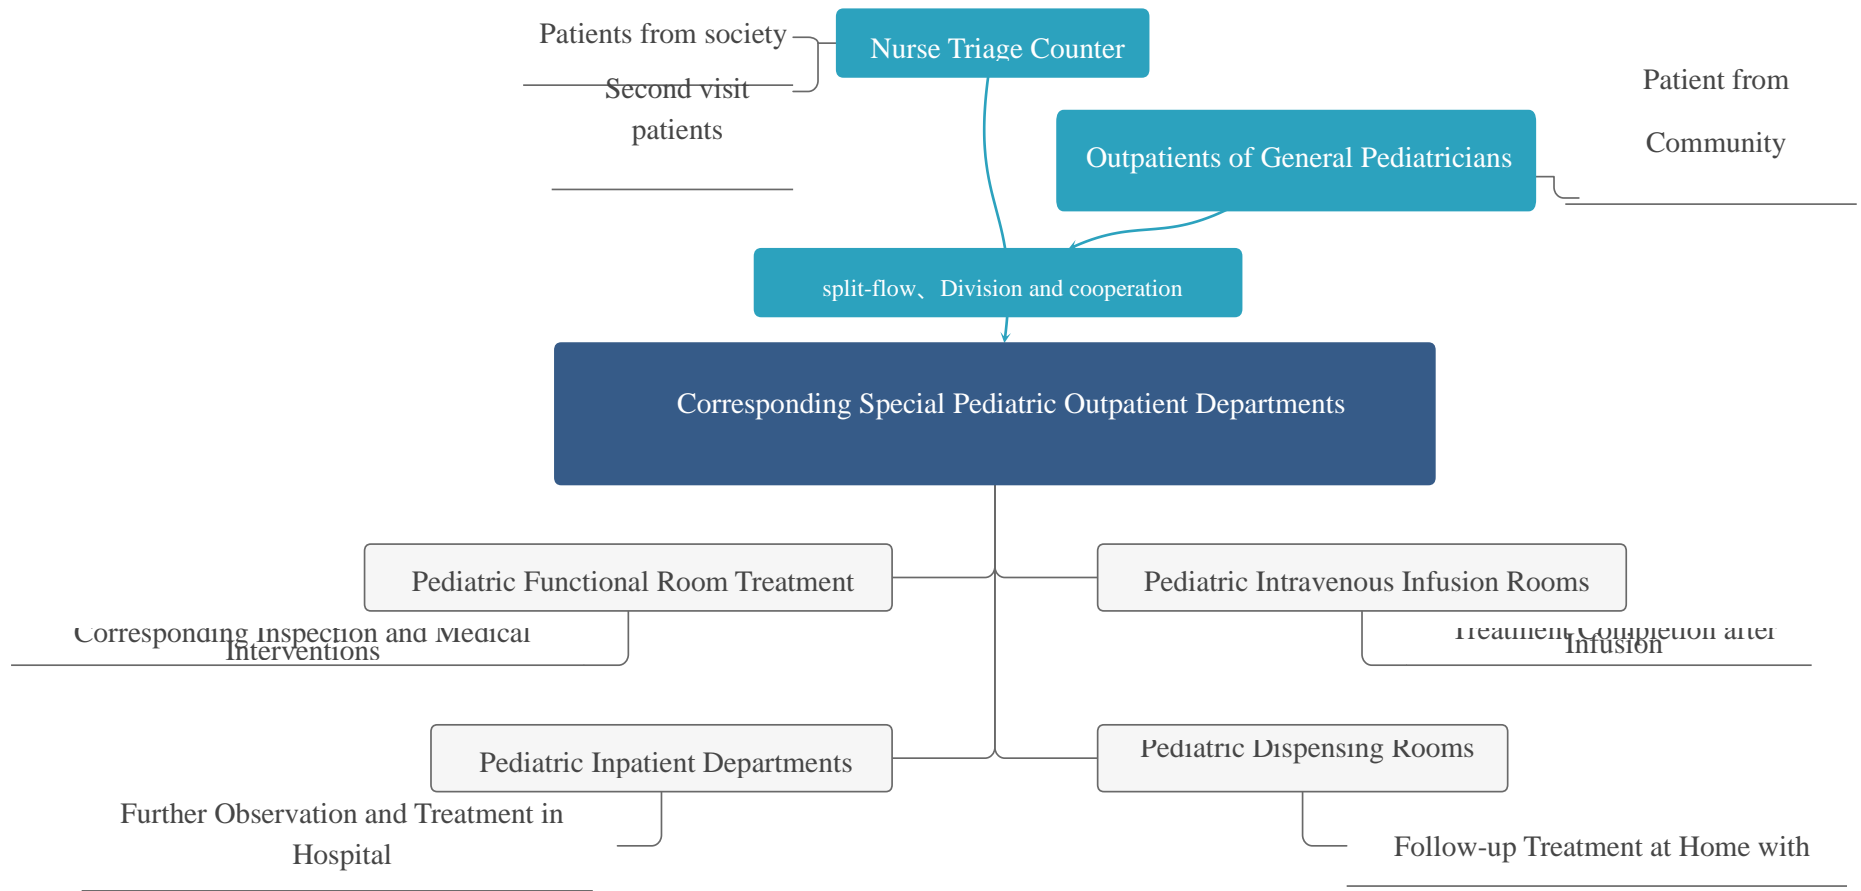 Patients from society
Nurse Triage Counter
Second visit
patients
Patient from
Community
Outpatients of General Pediatricians
split-flow、Division and cooperation
Corresponding Special Pediatric Outpatient Departments
Pediatric Functional Room Treatment
Pediatric Intravenous Infusion Rooms
Corresponding Inspection and Medical
Interventions
Treatment Completion after
Infusion
Pediatric Inpatient Departments
Pediatric Dispensing Rooms
Further Observation and Treatment in
Hospital
Follow-up Treatment at Home with